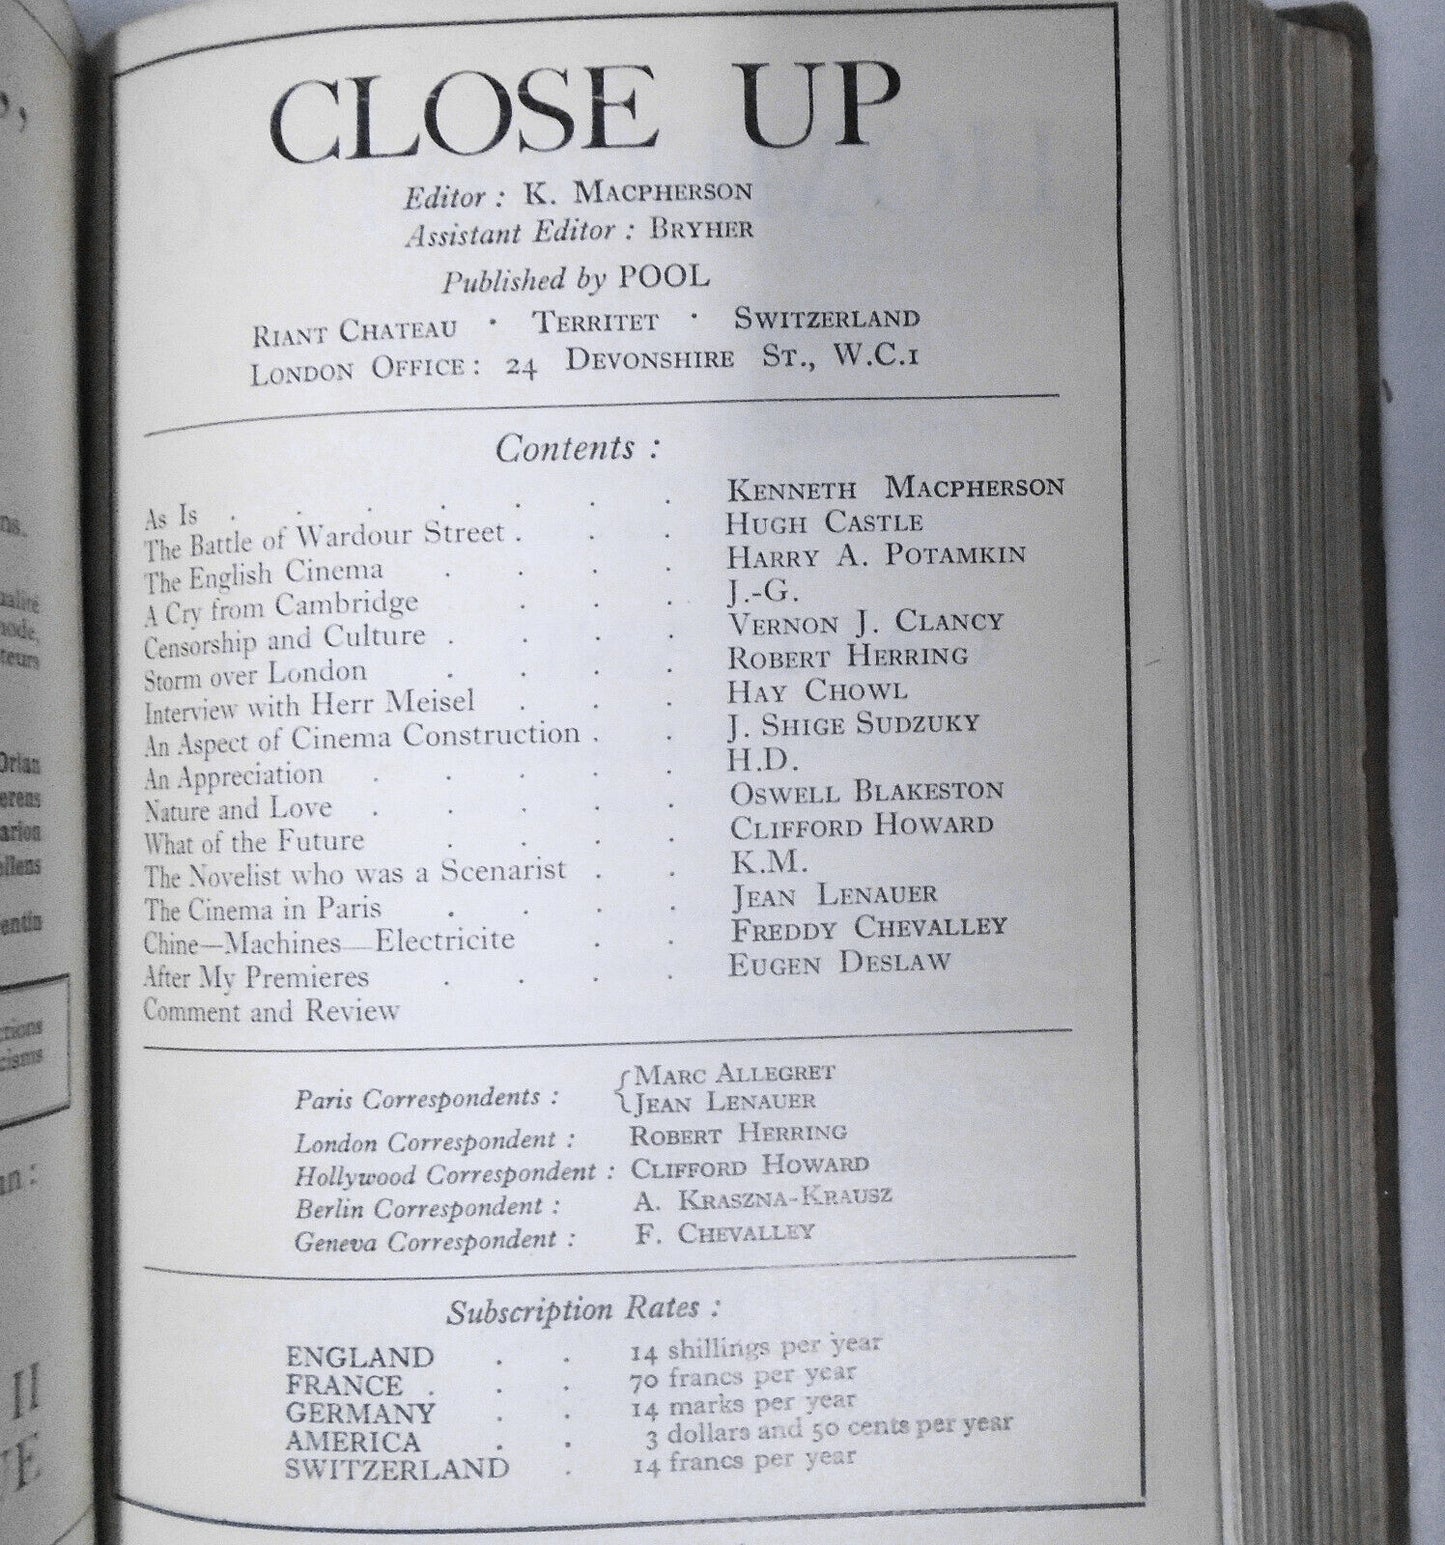 CLOSE UP
Editor : K. MACPHERSON
Assistant Editor : BRYHER
Published by POOL
RIANT CHATEAU · TERRITET · SWITZERLAND
LONDON OFFICE : 24 DEVONSHIRE ST., W.C.1
Contents :
As Is . . . . . . . KENNETH MACPHERSON
The Battle of Wardour Street . . . HUGH CASTLE
The English Cinema . . . . HARRY A. POTAMKIN
A Cry from Cambridge . . . J.-G.
Censorship and Culture . . . . VERNON J. CLANCY
Storm over London . . . . ROBERT HERRING
Interview with Herr Meisel . . . HAY CHOWL
An Aspect of Cinema Construction . . J. SHIGE SUDZUKY
An Appreciation . . . . . H.D.
Nature and Love . . . . . OSWELL BLAKESTON
What of the Future . . . . CLIFFORD HOWARD
The Novelist who was a Scenarist . . K.M.
The Cinema in Paris . . . . JEAN LENAUER
Chine—Machines—Electricite . . FREDDY CHEVALLEY
After My Premieres . . . . EUGEN DESLAW
Comment and Review
Paris Correspondents : { MARC ALLEGRET
JEAN LENAUER
London Correspondent : ROBERT HERRING
Hollywood Correspondent : CLIFFORD HOWARD
Berlin Correspondent : A. KRASZNA-KRAUSZ
Geneva Correspondent : F. CHEVALLEY
Subscription Rates :
ENGLAND . . 14 shillings per year
FRANCE . . . 70 francs per year
GERMANY . . 14 marks per year
AMERICA . . 3 dollars and 50 cents per year
SWITZERLAND . 14 francs per year